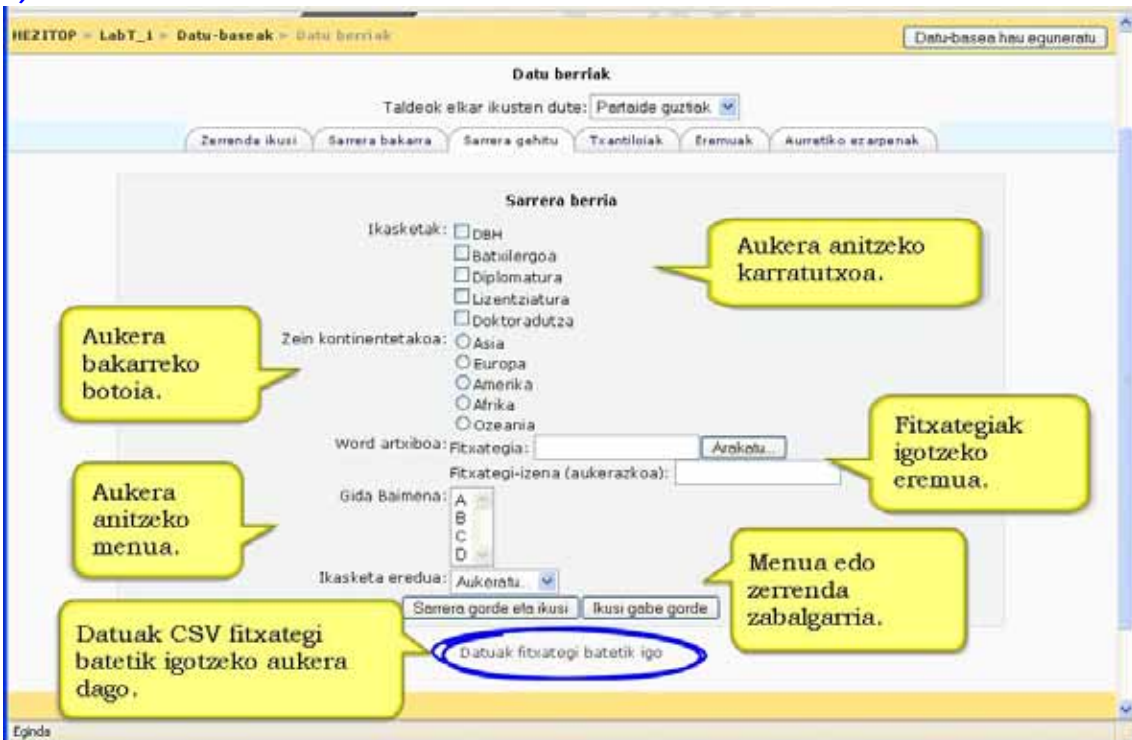 HEZITOP ► LabT_1 ► Datu-baseak ► Datu berriak
Datu-basea hau eguneratu
Datu berriak
Taldeok elkar ikusten dute: Partaide guztiak
Zerrenda ikusi
Sarrera bakarra
Sarrera gehitu
Txantiloiak
Eremuak
Aurretiko ezarpenak
Sarrera berria
Ikasketak:
DBH
Batxilergoa
Diplomatura
Lizentziatura
Doktoradutza
Aukera anitzeko
karratutxoa.
Zein kontinentetakoa:
Asia
Europa
Amerika
Afrika
Ozeania
Aukera
bakarreko
botoia.
Word artxiboa: Fitxategia:
Arakatu...
Fitxategi-izena (aukerazkoa):
Fitxategiak
igotzeko
eremua.
Gida Baimena:
A
B
C
D
Aukera
anitzeko
menua.
Ikasketa eredua: Aukeratu..
Menua edo
zerrenda
zabalgarria.
Sarrera gorde eta ikusi
Ikusi gabe gorde
Datuak CSV fitxategi
batetik igotzeko aukera
dago.
Datuak fitxategi batetik igo
Eginda